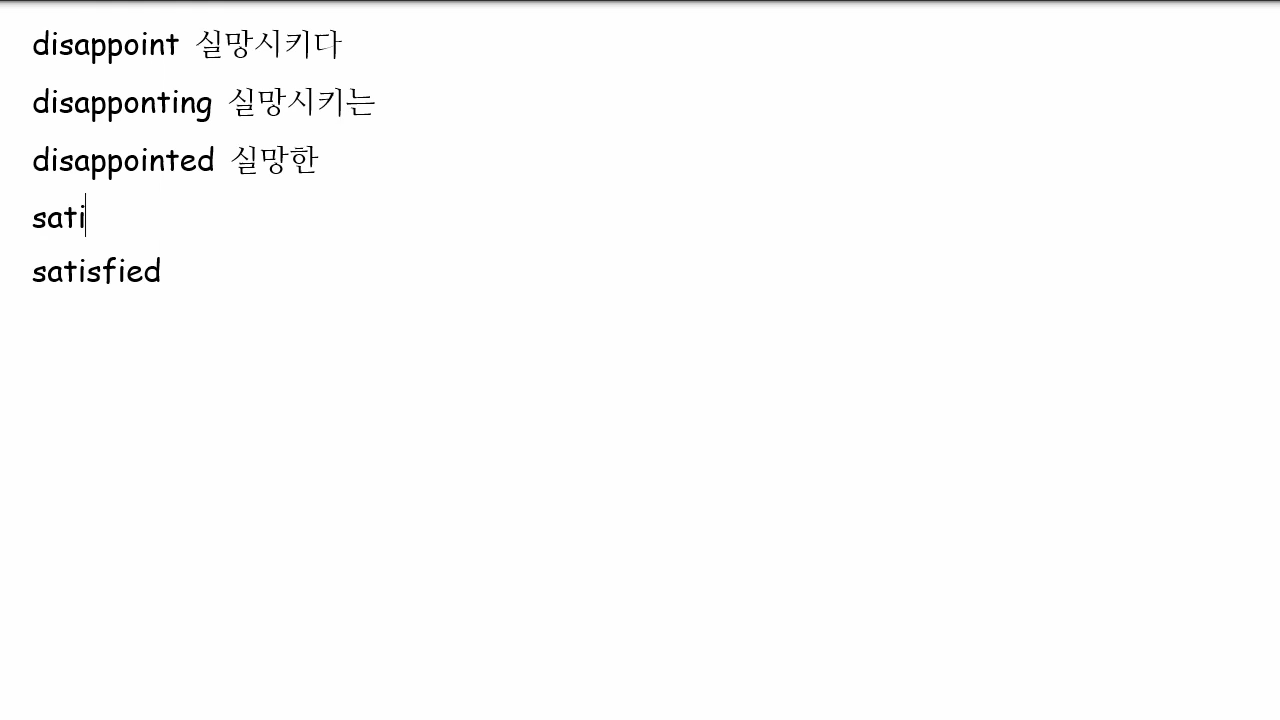 disappoint 실망시키다
disapponting 실망시키는
disappointed 실망한
sati
satisfied